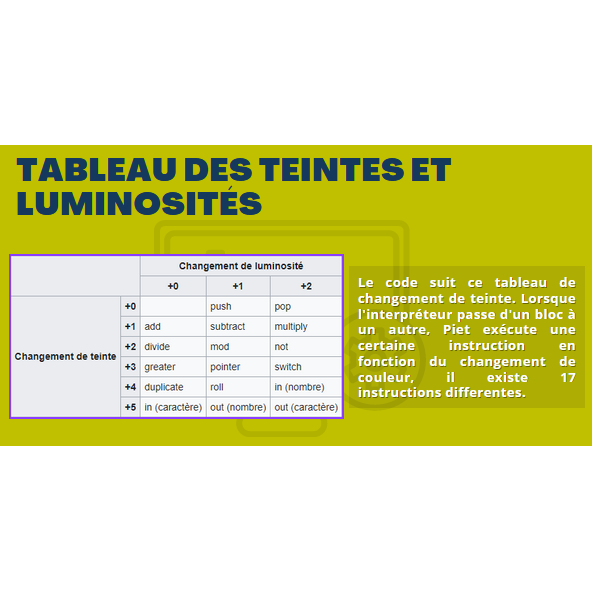 TABLEAU DES TEINTES ET
LUMINOSITÉS
Changement de luminosité
+0 +1 +2
Changement de teinte
+0 push pop
+1 add subtract multiply
+2 divide mod not
+3 greater pointer switch
+4 duplicate roll in (nombre)
+5 in (caractère) out (nombre) out (caractère)
Le code suit ce tableau de
changement de teinte. Lorsque
l'interpréteur passe d'un bloc à
un autre, Piet exécute une
certaine instruction en
fonction du changement de
couleur, il existe 17
instructions differentes.